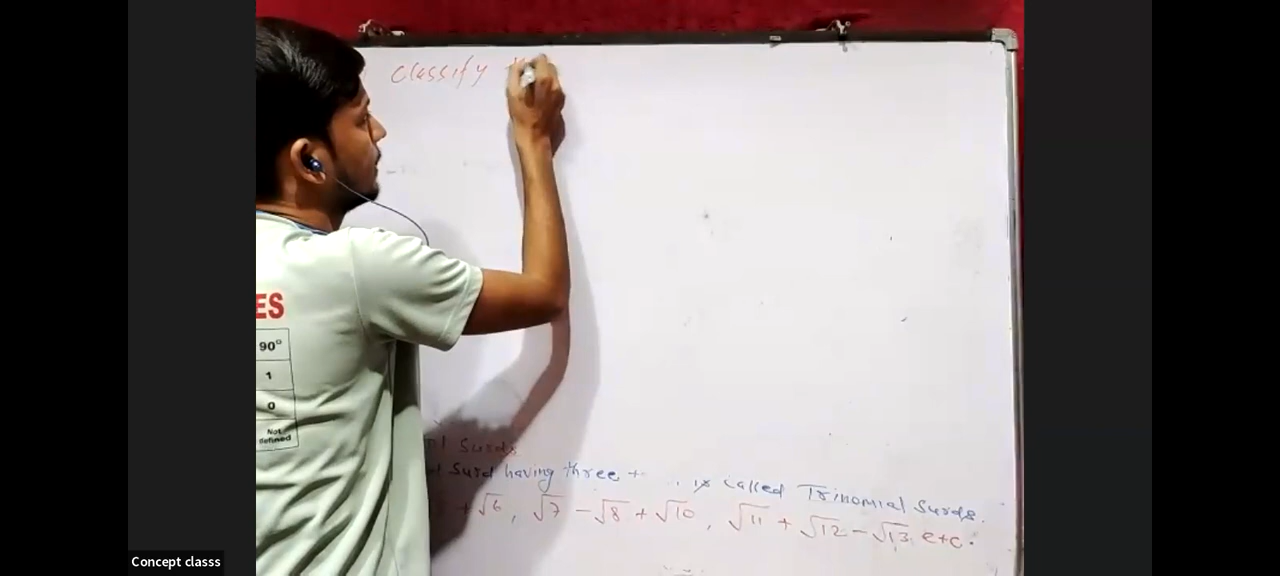 Classify
ES
90°
1
0
Not
defined
Surds
Surd having three called Trinomial Surds.
+ √6, √7 - √8 + √10, √11 + √12 - √13, etc.
Concept classs